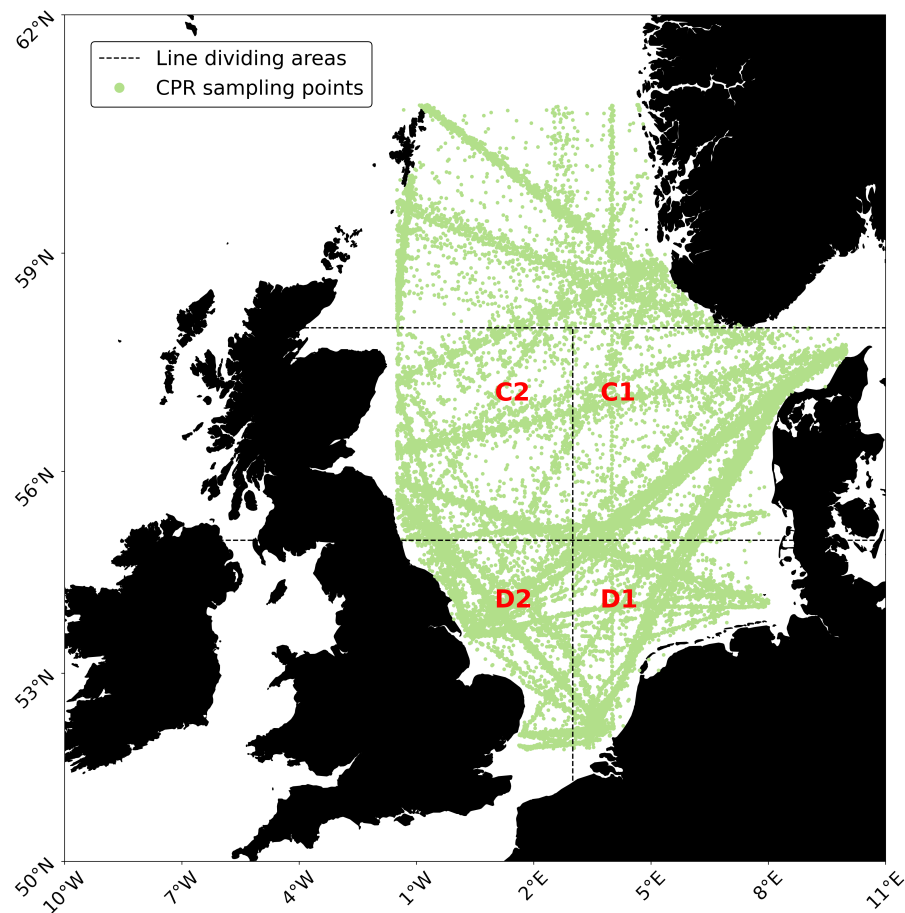 62°N
Line dividing areas
CPR sampling points
59°N
C2 C1
56°N
D2 D1
53°N
50°N
10°W 7°W 4°W 1°W 2°E 5°E 8°E 11°E